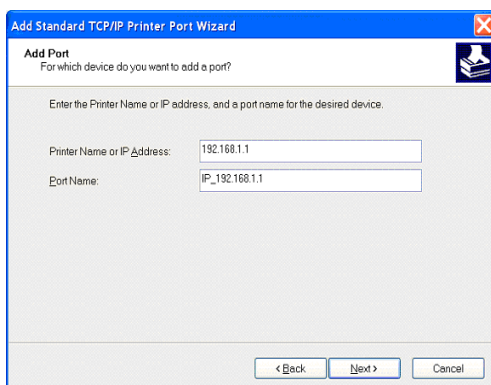 Add Standard TCP/IP Printer Port Wizard
Add Port
For which device do you want to add a port?
Enter the Printer Name or IP address, and a port name for the desired device.
Printer Name or IP Address: 192.168.1.1
Port Name: IP_192.168.1.1
< Back Next > Cancel